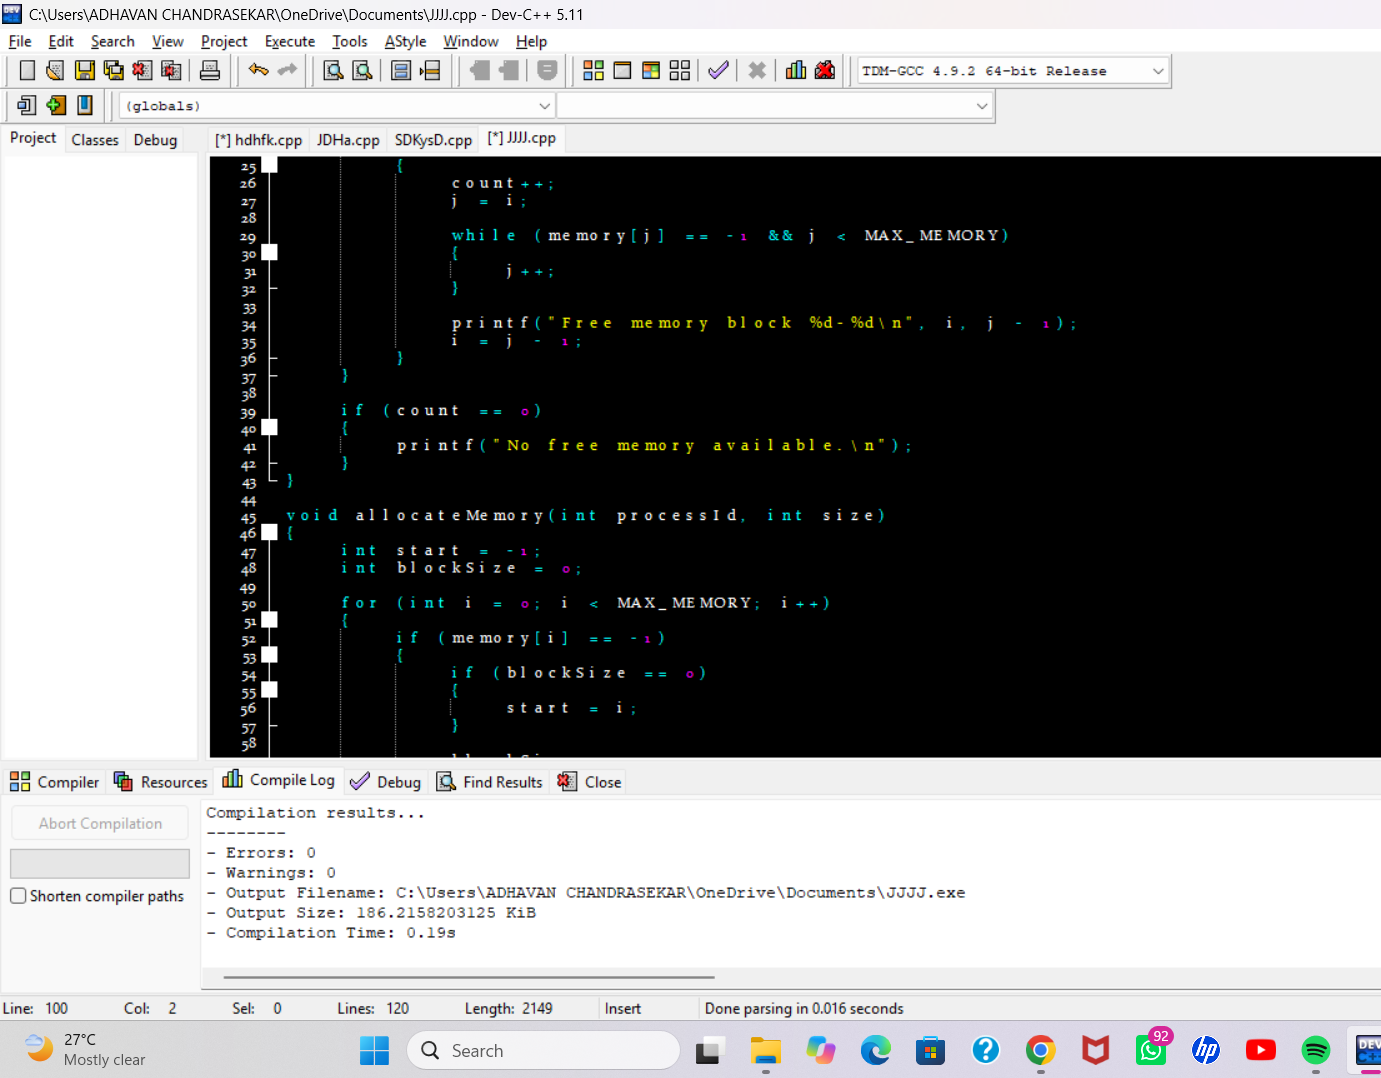 C:\Users\ADHAVAN CHANDRASEKAR\OneDrive\Documents\JJJJ.cpp - Dev-C++ 5.11
File Edit Search View Project Execute Tools AStyle Window Help
TDM-GCC 4.9.2 64-bit Release
(globals)
Project Classes Debug [*] hdhfk.cpp JDHa.cpp SDKysD.cpp [*] JJJJ.cpp
25 {
26 count++;
27 j = i;
28
29 while (memory[j] == -1 && j < MAX_MEMORY)
30 {
31 j++;
32 }
33
34 printf("Free memory block %d-%d\n", i, j - 1);
35 i = j - 1;
36 }
37 }
38
39 if (count == 0)
40 {
41 printf("No free memory available.\n");
42 }
43 }
44
45 void allocateMemory(int processId, int size)
46 {
47 int start = -1;
48 int blockSize = 0;
49
50 for (int i = 0; i < MAX_MEMORY; i++)
51 {
52 if (memory[i] == -1)
53 {
54 if (blockSize == 0)
55 {
56 start = i;
57 }
58
Compiler Resources Compile Log Debug Find Results Close
Abort Compilation
Shorten compiler paths
Compilation results...
--------
- Errors: 0
- Warnings: 0
- Output Filename: C:\Users\ADHAVAN CHANDRASEKAR\OneDrive\Documents\JJJJ.exe
- Output Size: 186.2158203125 KiB
- Compilation Time: 0.19s
Line: 100 Col: 2 Sel: 0 Lines: 120 Length: 2149 Insert Done parsing in 0.016 seconds
27°C
Mostly clear
Search
92
hp
DEV
C++